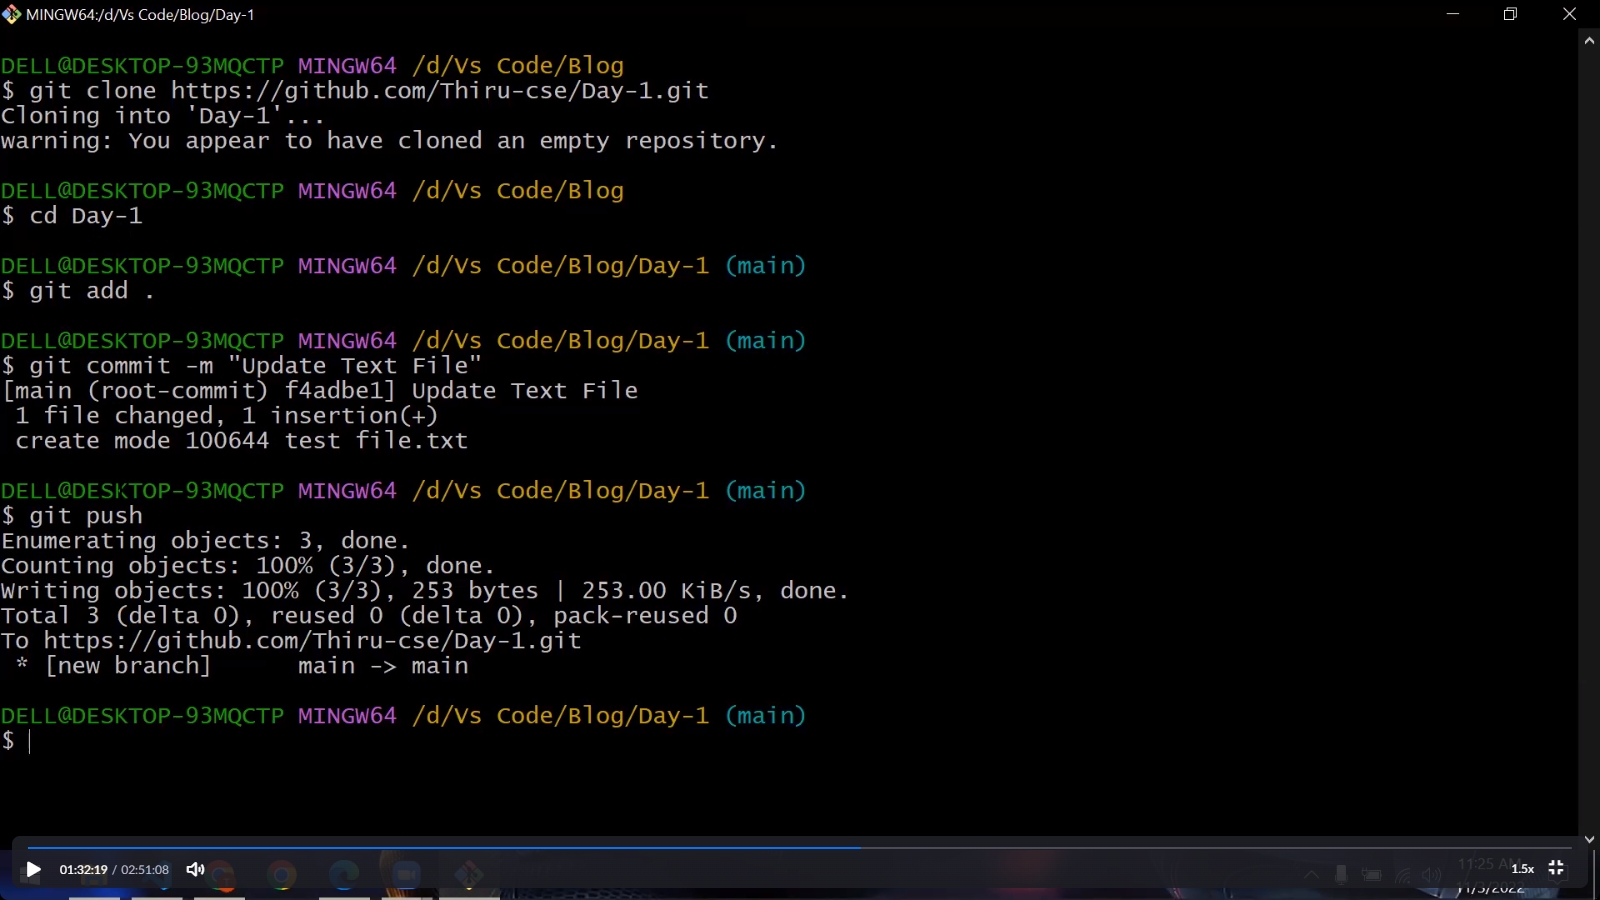 MINGW64:/d/Vs Code/Blog/Day-1
DELL@DESKTOP-93MQCTP MINGW64 /d/Vs Code/Blog
$ git clone https://github.com/Thiru-cse/Day-1.git
Cloning into 'Day-1'...
warning: You appear to have cloned an empty repository.
DELL@DESKTOP-93MQCTP MINGW64 /d/Vs Code/Blog
$ cd Day-1
DELL@DESKTOP-93MQCTP MINGW64 /d/Vs Code/Blog/Day-1 (main)
$ git add .
DELL@DESKTOP-93MQCTP MINGW64 /d/Vs Code/Blog/Day-1 (main)
$ git commit -m "Update Text File"
[main (root-commit) f4adbe1] Update Text File
1 file changed, 1 insertion(+)
create mode 100644 test file.txt
DELL@DESKTOP-93MQCTP MINGW64 /d/Vs Code/Blog/Day-1 (main)
$ git push
Enumerating objects: 3, done.
Counting objects: 100% (3/3), done.
Writing objects: 100% (3/3), 253 bytes | 253.00 KiB/s, done.
Total 3 (delta 0), reused 0 (delta 0), pack-reused 0
To https://github.com/Thiru-cse/Day-1.git
* [new branch] main -> main
DELL@DESKTOP-93MQCTP MINGW64 /d/Vs Code/Blog/Day-1 (main)
$
11:25 AM
01:32:19 / 02:51:08 1.5x
11/5/2022